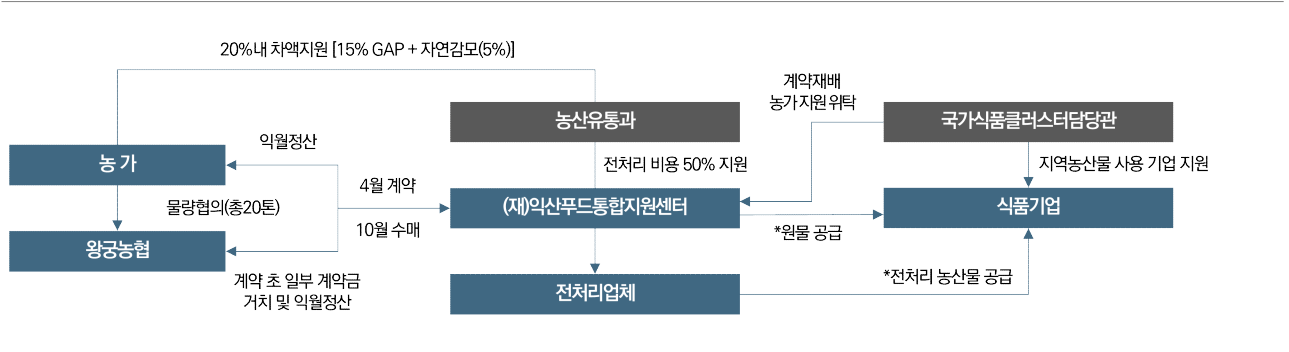 20%내 차액지원 [15% GAP + 자연감모(5%)]
계약재배
농가 지원 위탁
농산유통과
국가식품클러스터담당관
익월정산
농 가
전처리 비용 50% 지원
지역농산물 사용 기업 지원
4월 계약
물량협의(총20톤)
(재)익산푸드통합지원센터
식품기업
10월 수매
*원물 공급
왕궁농협
계약 초 일부 계약금
거치 및 익월정산
*전처리 농산물 공급
전처리업체